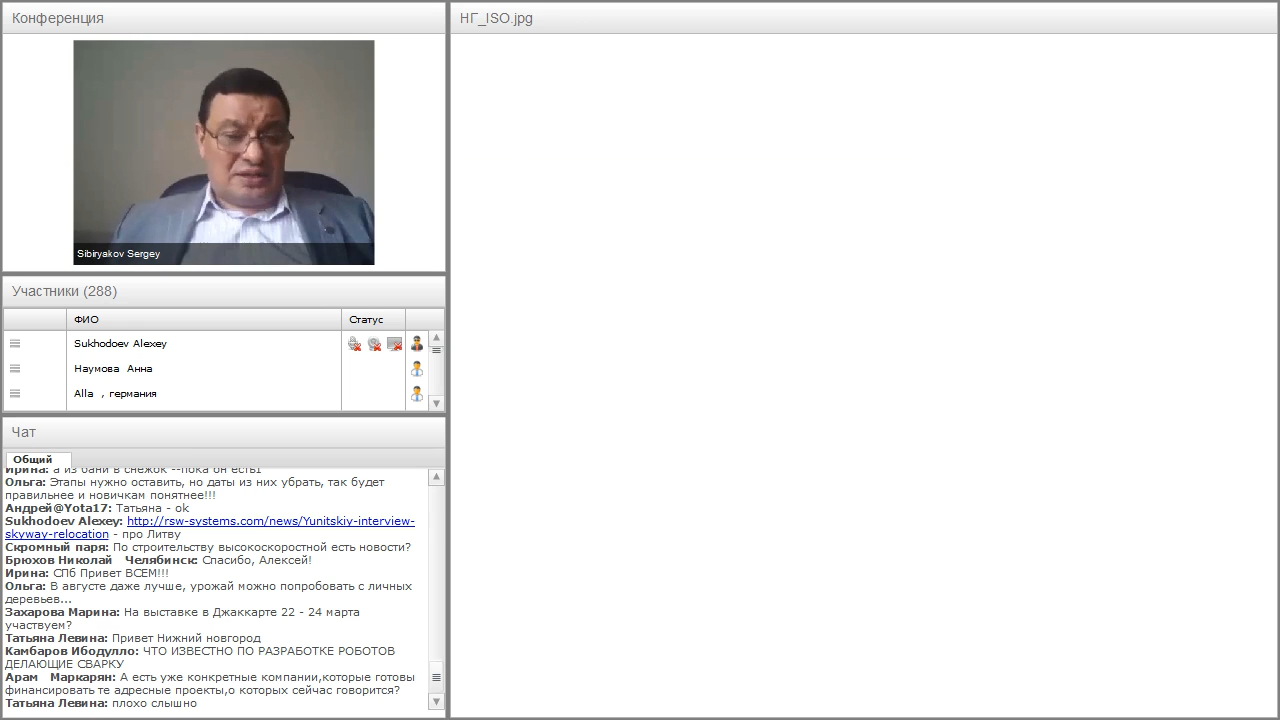 Конференция
НГ_ISO.jpg
Sibiryakov Sergey
Участники (288)
ФИО
Статус
Sukhodoev Alexey
Наумова Анна
Alla , германия
Чат
Общий
Ирина: а из бани в снежок --пока он есть1
Ольга: Этапы нужно оставить, но даты из них убрать, так будет
правильнее и новичкам понятнее!!!
Андрей@Yota17: Татьяна - ok
Sukhodoev Alexey: http://rsw-systems.com/news/Yunitskiy-interview-
skyway-relocation - про Литву
Скромный паря: По строительству высокоскоростной есть новости?
Брюхов Николай Челябинск: Спасибо, Алексей!
Ирина: СПб Привет ВСЕМ!!!
Ольга: В августе даже лучше, урожай можно попробовать с личных
деревьев...
Захарова Марина: На выставке в Джаккарте 22 - 24 марта
участвуем?
Татьяна Левина: Привет Нижний новгород
Камбаров Ибодулло: ЧТО ИЗВЕСТНО ПО РАЗРАБОТКЕ РОБОТОВ
ДЕЛАЮЩИЕ СВАРКУ
Арам Маркарян: А есть уже конкретные компании,которые готовы
финансировать те адресные проекты,о которых сейчас говорится?
Татьяна Левина: плохо слышно